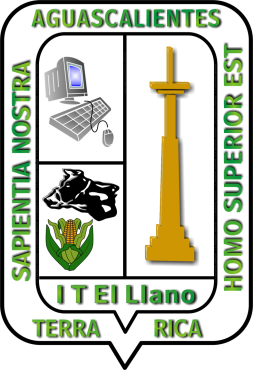 AGUASCALIENTES
SAPIENTIA NOSTRA
HOMO SUPERIOR EST
I T El Llano
TERRA RICA